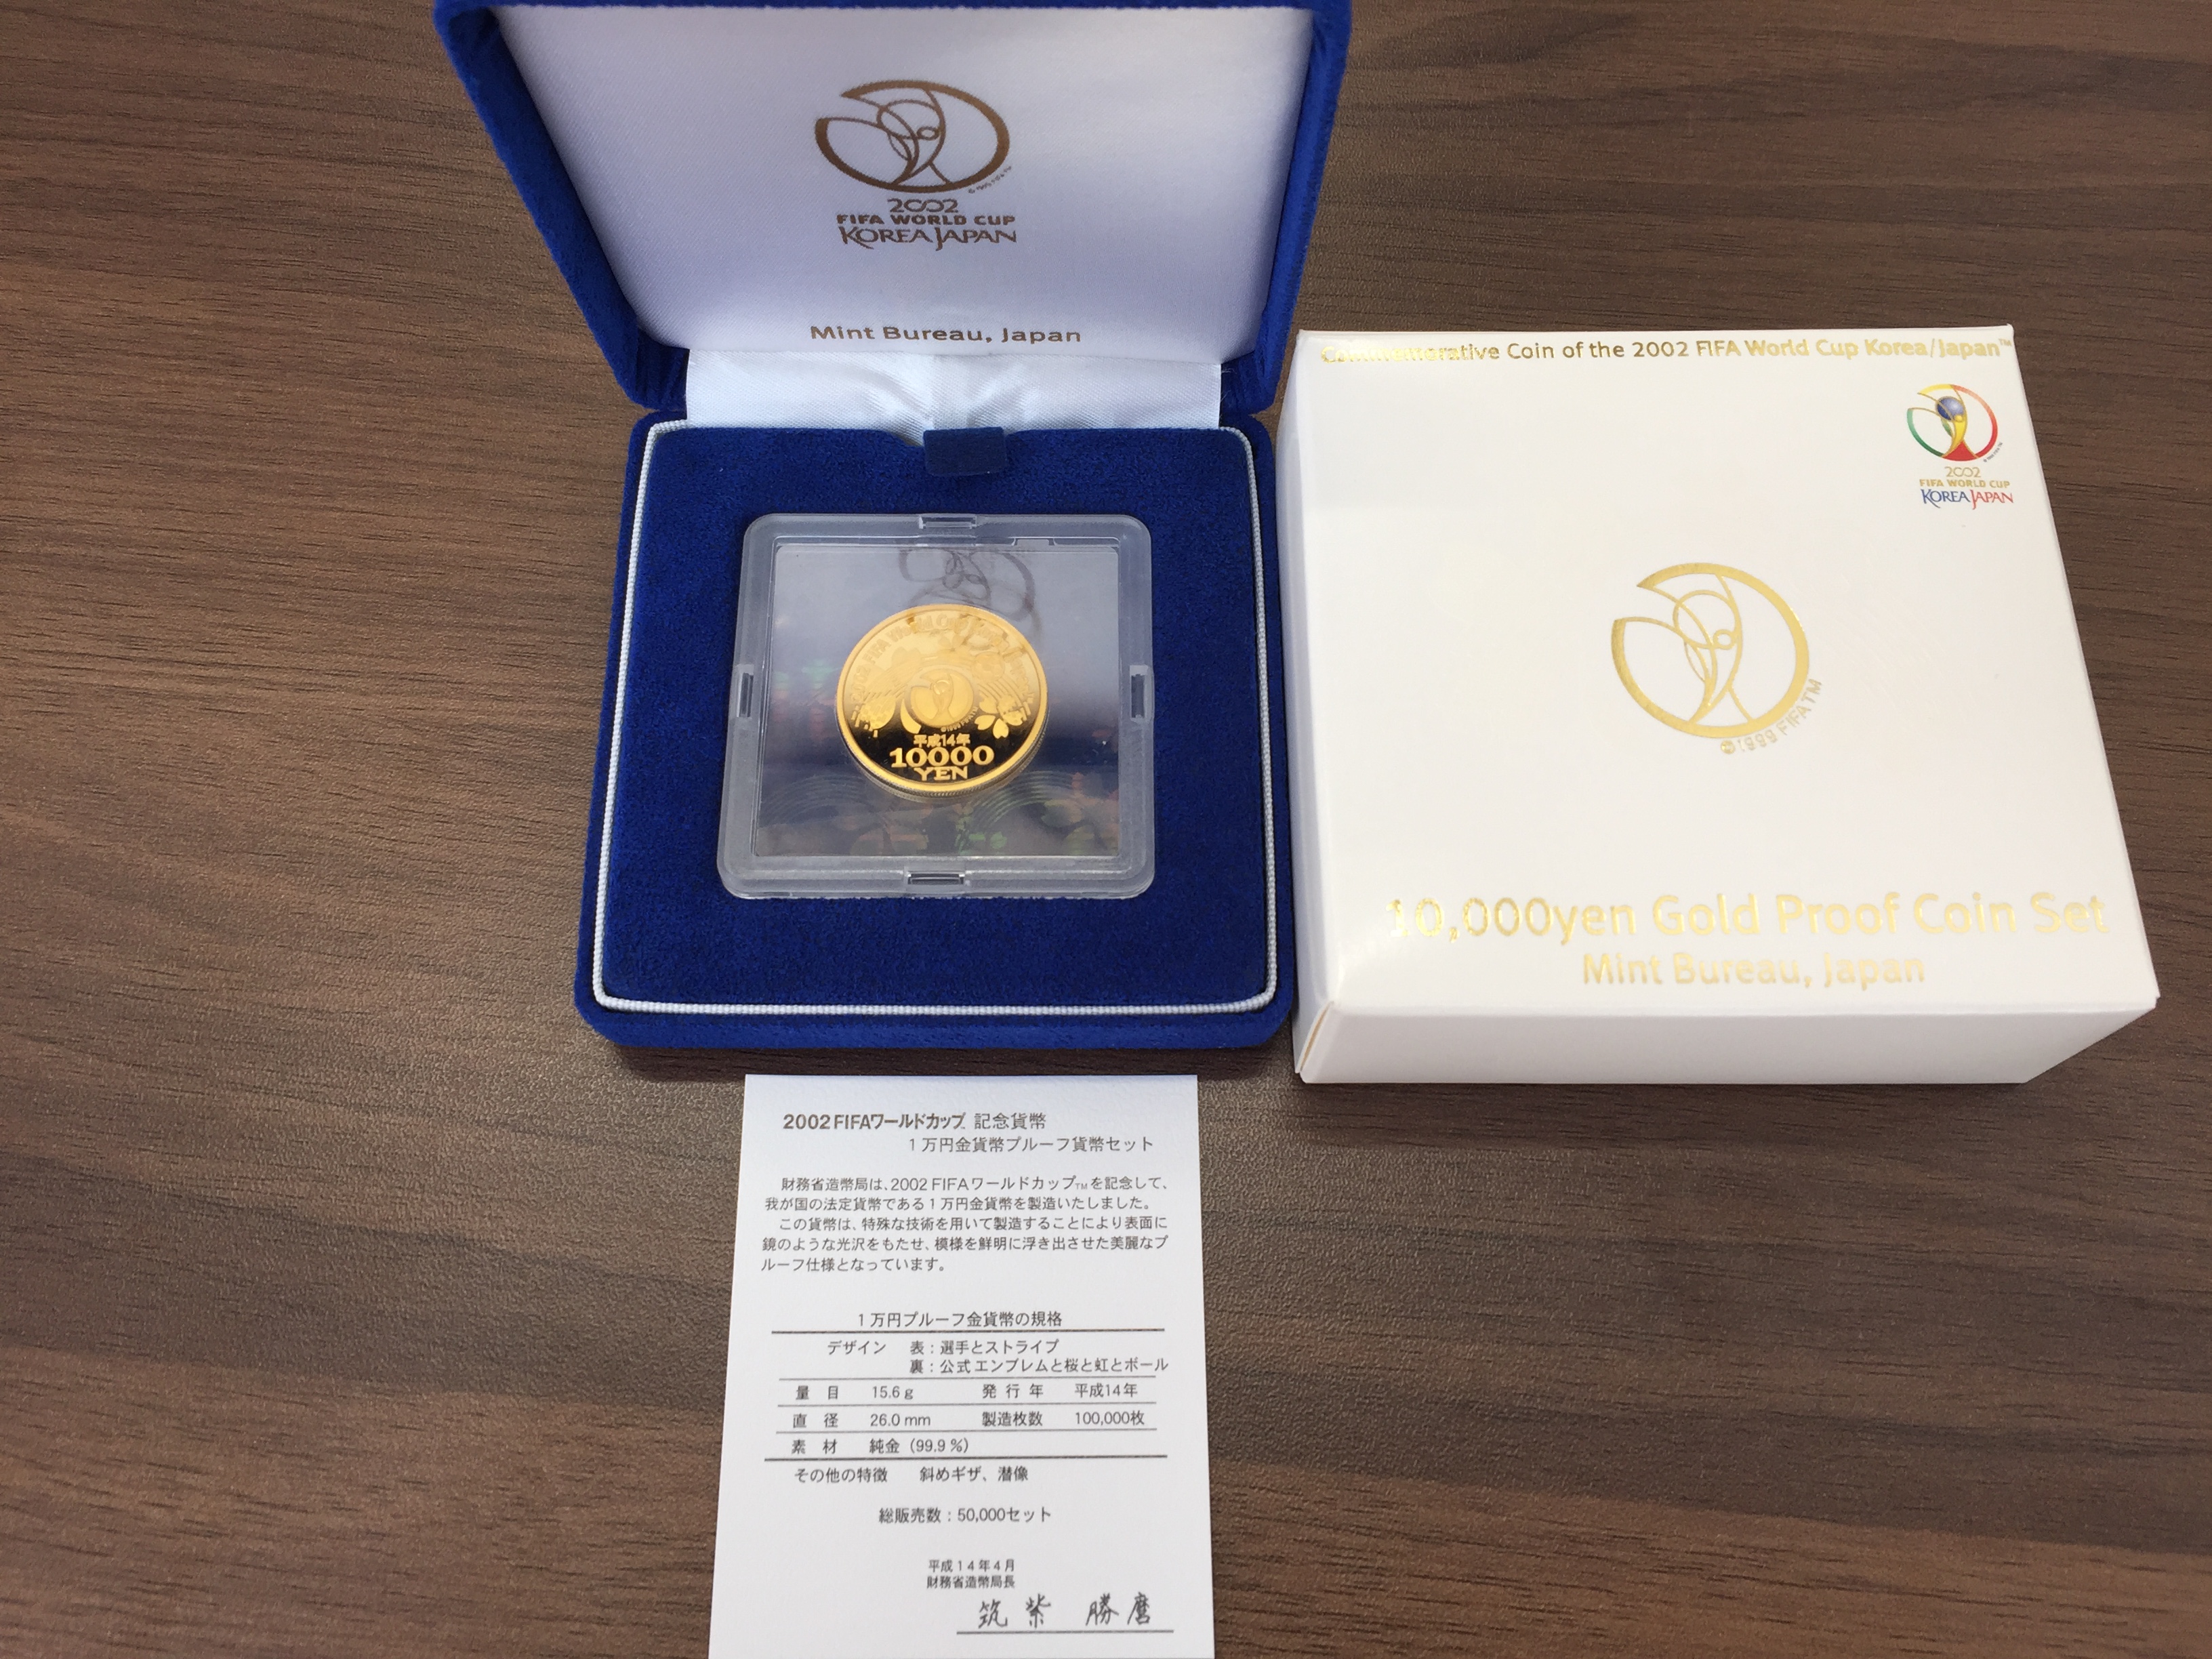 ©1999 FIFA TM
2002
FIFA WORLD CUP
KOREA JAPAN
Mint Bureau, Japan
平成14年
10000
YEN
Commemorative Coin of the 2002 FIFA World Cup Korea/Japan™
2002
FIFA WORLD CUP
KOREA JAPAN
©1999 FIFA TM
10,000yen Gold Proof Coin Set
Mint Bureau, Japan
2002 FIFAワールドカップ™ 記念貨幣
1万円金貨幣プルーフ貨幣セット
財務省造幣局は、2002 FIFAワールドカップTMを記念して、
我が国の法定貨幣である1万円金貨幣を製造いたしました。
この貨幣は、特殊な技術を用いて製造することにより表面に
鏡のような光沢をもたせ、模様を鮮明に浮き出させた美麗なプ
ルーフ仕様となっています。
1万円プルーフ金貨幣の規格
デザイン 表:選手とストライプ
裏:公式エンブレムと桜と虹とボール
量目 15.6g 発行年 平成14年
直径 26.0mm 製造枚数 100,000枚
素材 純金(99.9%)
その他の特徴 斜めギザ、潜像
総販売数:50,000セット
平成14年4月
財務省造幣局長
筑紫 勝麿